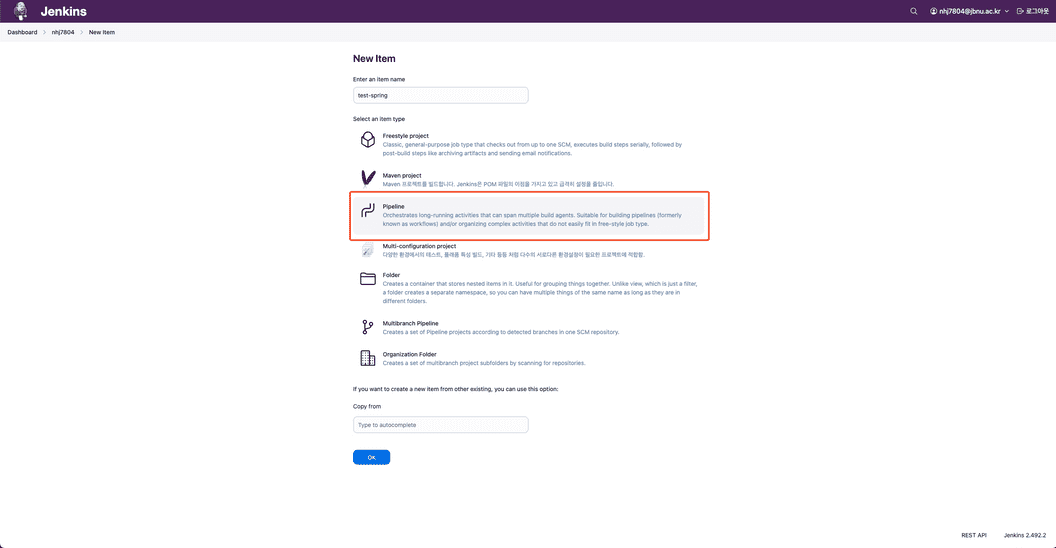 Jenkins
nhj7804@jbnu.ac.kr
로그아웃
Dashboard > nhj7804 > New Item
New Item
Enter an item name
test-spring
Select an item type
Freestyle project
Classic, general-purpose job type that checks out from up to one SCM, executes build steps serially, followed by
post-build steps like archiving artifacts and sending email notifications.
Maven project
Maven 프로젝트를 빌드합니다. Jenkins은 POM 파일의 이점을 가지고 있고 급격히 설정을 줄입니다.
Pipeline
Orchestrates long-running activities that can span multiple build agents. Suitable for building pipelines (formerly
known as workflows) and/or organizing complex activities that do not easily fit in free-style job type.
Multi-configuration project
다양한 환경에서의 테스트, 플래폼 특성 빌드, 기타 등등 처럼 다수의 서로다른 환경설정이 필요한 프로젝트에 적합함.
Folder
Creates a container that stores nested items in it. Useful for grouping things together. Unlike view, which is just a filter,
a folder creates a separate namespace, so you can have multiple things of the same name as long as they are in
different folders.
Multibranch Pipeline
Creates a set of Pipeline projects according to detected branches in one SCM repository.
Organization Folder
Creates a set of multibranch project subfolders by scanning for repositories.
If you want to create a new item from other existing, you can use this option:
Copy from
Type to autocomplete
OK
REST API
Jenkins 2.492.2